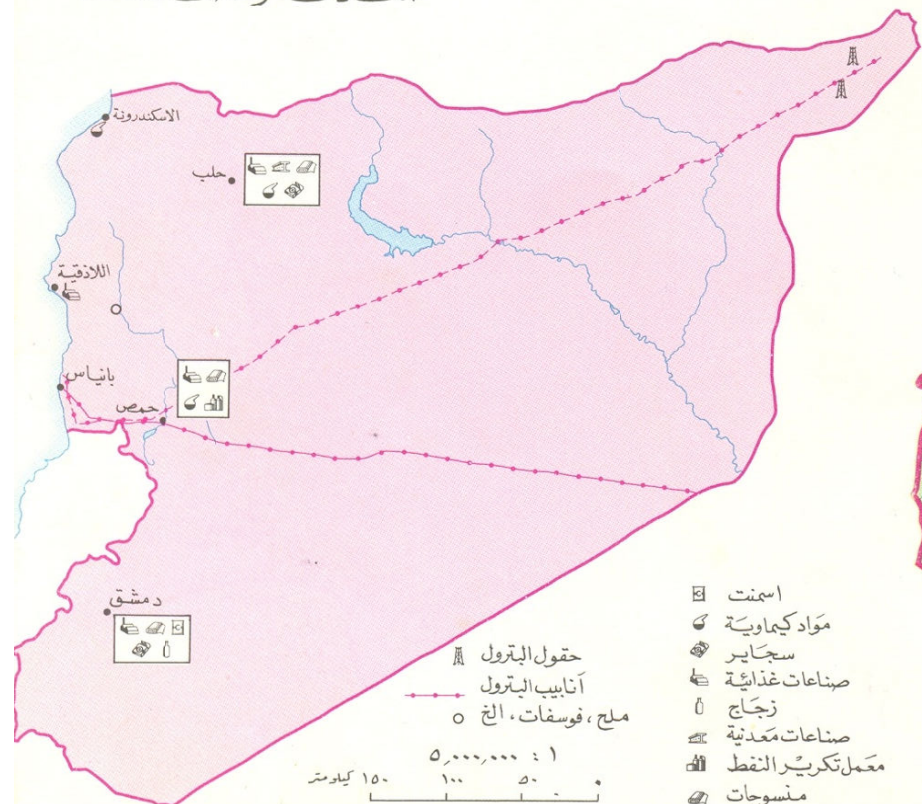 الاسكندرونة
حلب
اللاذقية
بانياس
حمص
دمشق
حقول البترول
أنابيب البترول
ملح، فوسفات، الخ
١ : ٥,٠٠٠,٠٠٠
١٥٠ كيلومتر ١٠٠ ٥٠ ٠
اسمنت
مواد كيماوية
سجاير
صناعات غذائية
زجاج
صناعات معدنية
معمل تكرير النفط
منسوجات